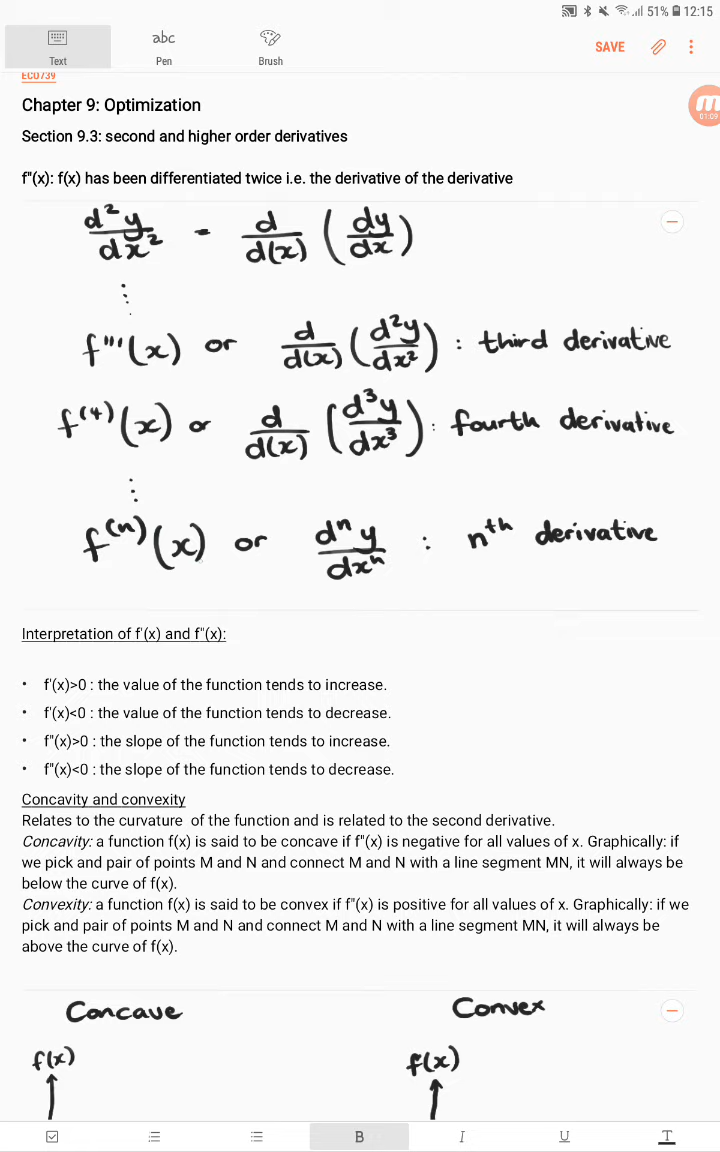 51% 12:15
Text
abc
Pen
Brush
SAVE
ECO739
m
01:09
Chapter 9: Optimization
Section 9.3: second and higher order derivatives
f"(x): f(x) has been differentiated twice i.e. the derivative of the derivative
d²y/dx² - d/d(x) (dy/dx)
⋮
f'''(x) or d/d(x) (d²y/dx²) : third derivative
f⁽⁴⁾(x) or d/d(x) (d³y/dx³) : fourth derivative
⋮
f⁽ⁿ⁾(x) or dⁿy/dxⁿ : nᵗʰ derivative
Interpretation of f'(x) and f"(x):
• f'(x)>0 : the value of the function tends to increase.
• f'(x)<0 : the value of the function tends to decrease.
• f"(x)>0 : the slope of the function tends to increase.
• f"(x)<0 : the slope of the function tends to decrease.
Concavity and convexity
Relates to the curvature of the function and is related to the second derivative.
Concavity: a function f(x) is said to be concave if f"(x) is negative for all values of x. Graphically: if
we pick and pair of points M and N and connect M and N with a line segment MN, it will always be
below the curve of f(x).
Convexity: a function f(x) is said to be convex if f"(x) is positive for all values of x. Graphically: if we
pick and pair of points M and N and connect M and N with a line segment MN, it will always be
above the curve of f(x).
Concave Convex
f(x) f(x)
B I U T